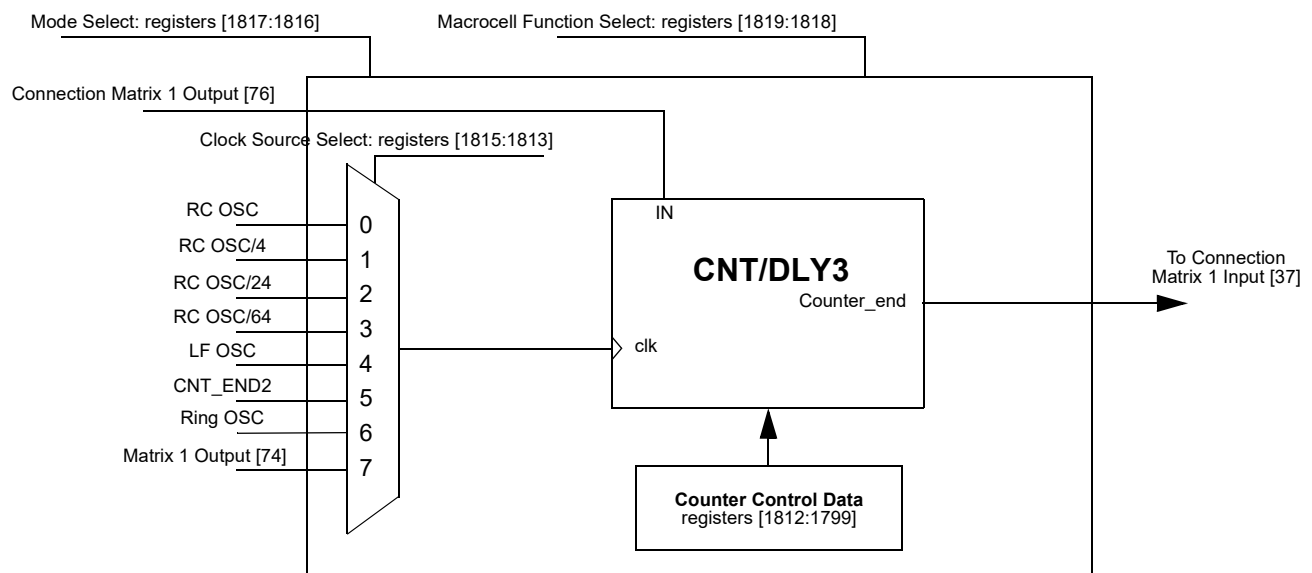 Mode Select: registers [1817:1816]
Macrocell Function Select: registers [1819:1818]
Connection Matrix 1 Output [76]
Clock Source Select: registers [1815:1813]
RC OSC
0
RC OSC/4
1
RC OSC/24
2
RC OSC/64
3
LF OSC
4
CNT_END2
5
Ring OSC
6
Matrix 1 Output [74]
7
IN
CNT/DLY3
Counter_end
clk
To Connection
Matrix 1 Input [37]
Counter Control Data
registers [1812:1799]